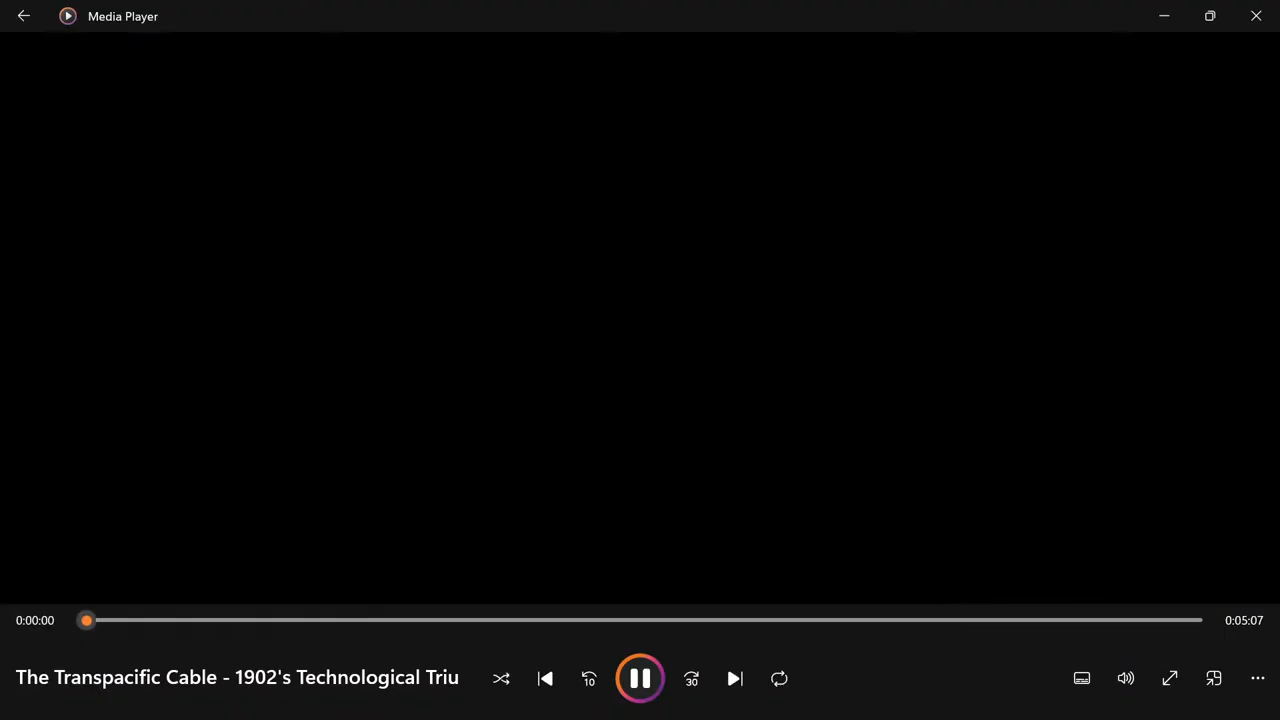 Media Player
0:00:00
0:05:07
The Transpacific Cable - 1902's Technological Triu
10
30